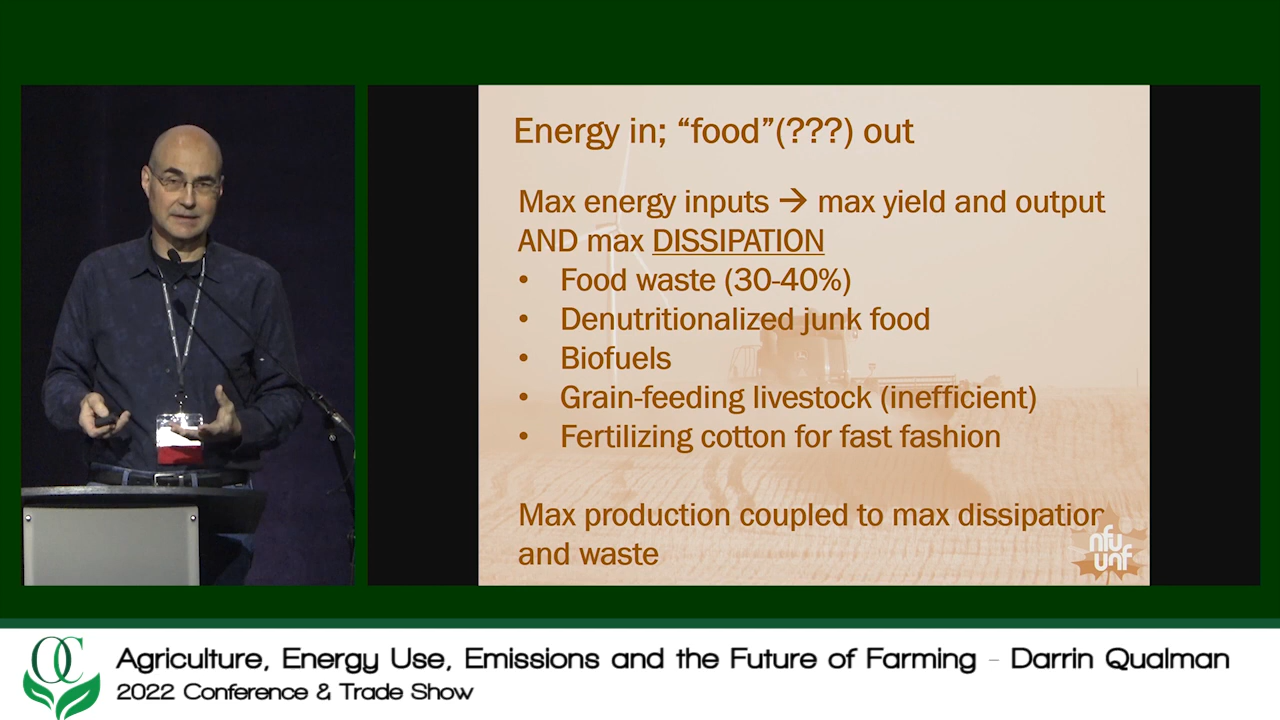 Energy in; “food”(???) out
Max energy inputs → max yield and output
AND max DISSIPATION
• Food waste (30-40%)
• Denutritionalized junk food
• Biofuels
• Grain-feeding livestock (inefficient)
• Fertilizing cotton for fast fashion
Max production coupled to max dissipation
and waste
nfu
unf
OC
Agriculture, Energy Use, Emissions and the Future of Farming - Darrin Qualman
2022 Conference & Trade Show